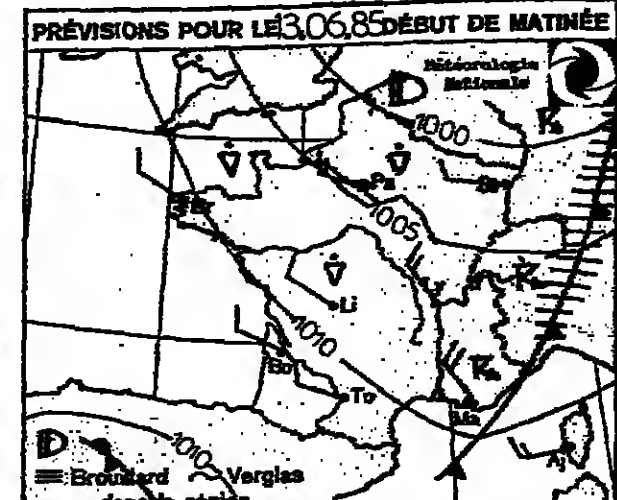 PRÉVISIONS POUR LE 13.06.85 DÉBUT DE MATINÉE
Météorologie
Nationale
1000
Pa
1005
Li
1010
Bo
To
Ma
Aj
1010
Brouillard
Verglas